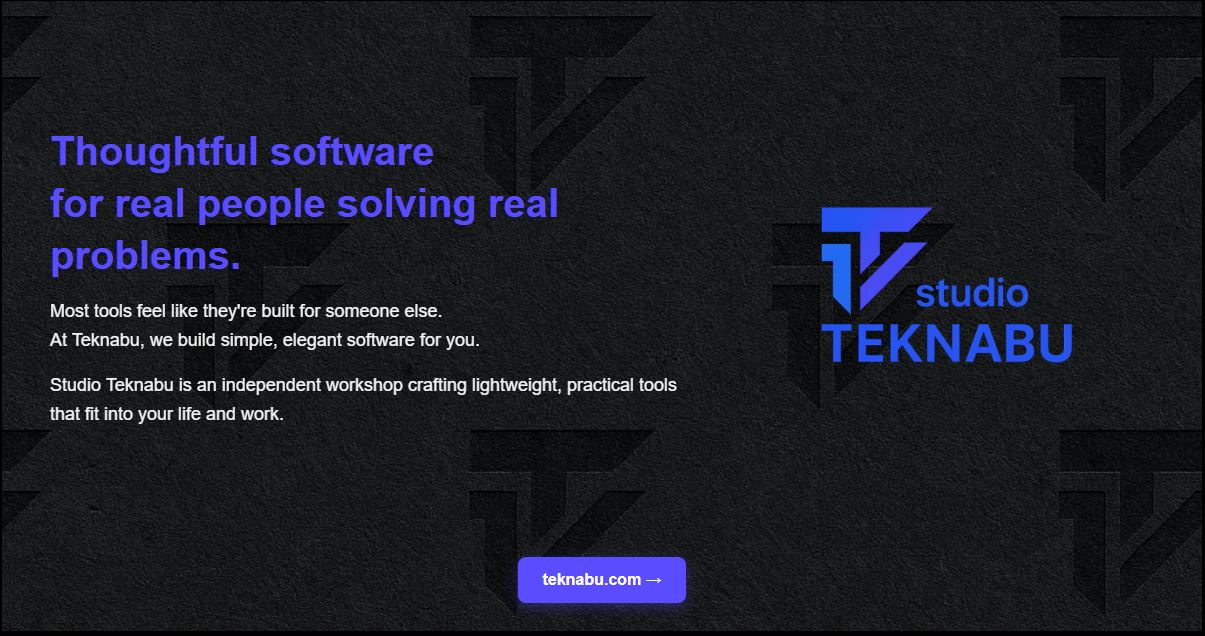 Thoughtful software
for real people solving real
problems.
Most tools feel like they're built for someone else.
At Teknabu, we build simple, elegant software for you.
Studio Teknabu is an independent workshop crafting lightweight, practical tools
that fit into your life and work.
studio
TEKNABU
teknabu.com →